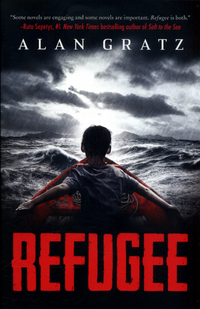 "Some novels are engaging and some novels are important. Refugee is both."
—Ruta Sepetys, #1 New York Times bestselling author of Salt to the Sea
ALAN GRATZ
REFUGEE